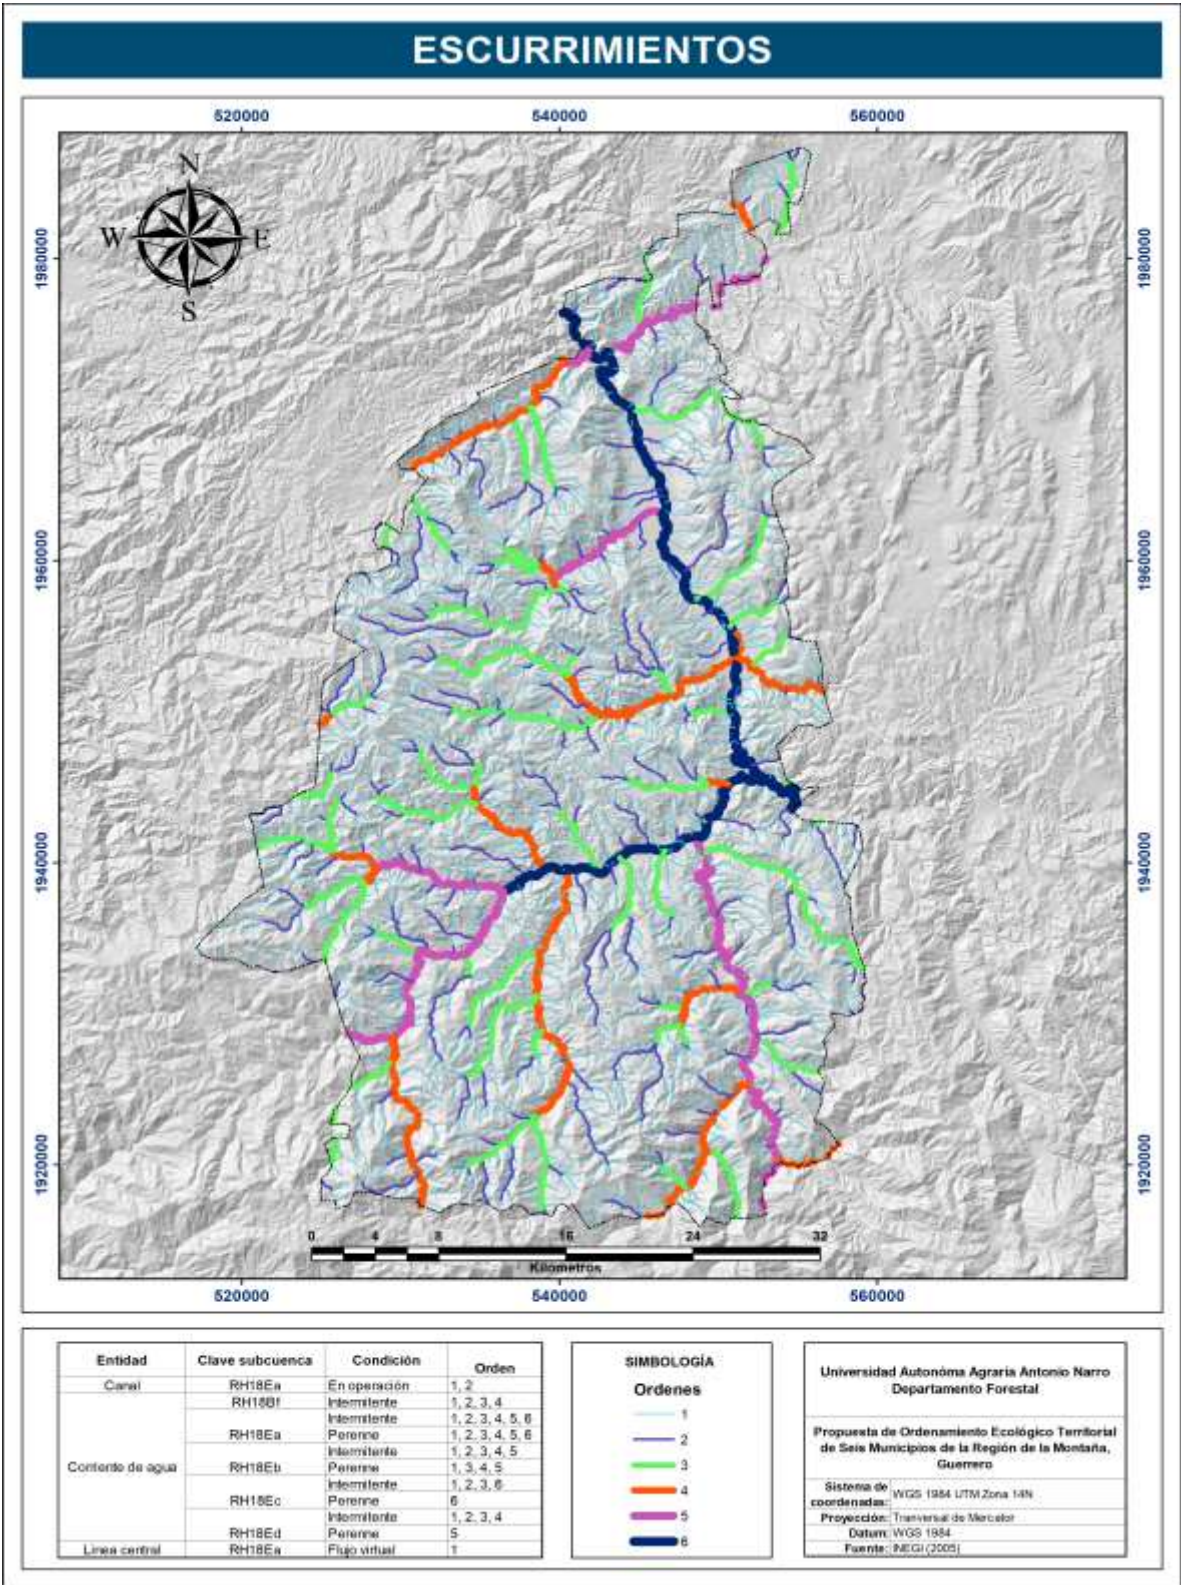 ESCURRIMIENTOS
520000 540000 560000
N
W E
S
1980000 1980000
1960000 1960000
1940000 1940000
1920000 1920000
0 4 8 16 24 32
Kilometros
520000 540000 560000
Entidad Clave subcuenca Condición Orden
Canal RH18Ea En operación 1, 2
RH18Bf Intermitente 1, 2, 3, 4
Intermitente 1, 2, 3, 4, 5, 6
RH18Ea Perenne 1, 2, 3, 4, 5, 6
Intermitente 1, 2, 3, 4, 5
Corriente de agua RH18Eb Perenne 1, 3, 4, 5
Intermitente 1, 2, 3, 6
RH18Ec Perenne 6
Intermitente 1, 2, 3, 4
RH18Ed Perenne 5
Linea central RH18Ea Flujo virtual 1
SIMBOLOGÍA
Ordenes
1
2
3
4
5
6
Universidad Autonóma Agraria Antonio Narro
Departamento Forestal
Propuesta de Ordenamiento Ecológico Territorial
de Seis Municipios de la Región de la Montaña,
Guerrero
Sistema de coordenadas: WGS 1984 UTM Zona 14N
Proyección: Tranversal de Mercator
Datum: WGS 1984
Fuente: INEGI (2005)